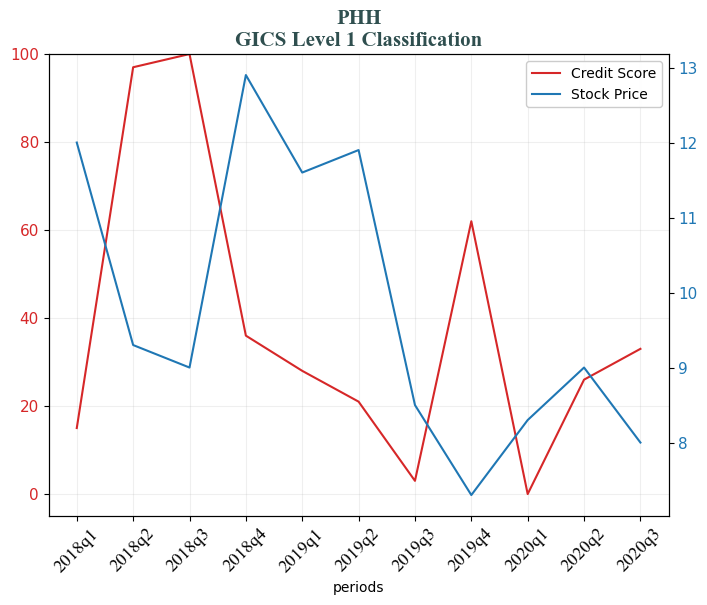 PHH
GICS Level 1 Classification
Credit Score
Stock Price
100
80
60
40
20
0
13
12
11
10
9
8
2018q1
2018q2
2018q3
2018q4
2019q1
2019q2
2019q3
2019q4
2020q1
2020q2
2020q3
periods